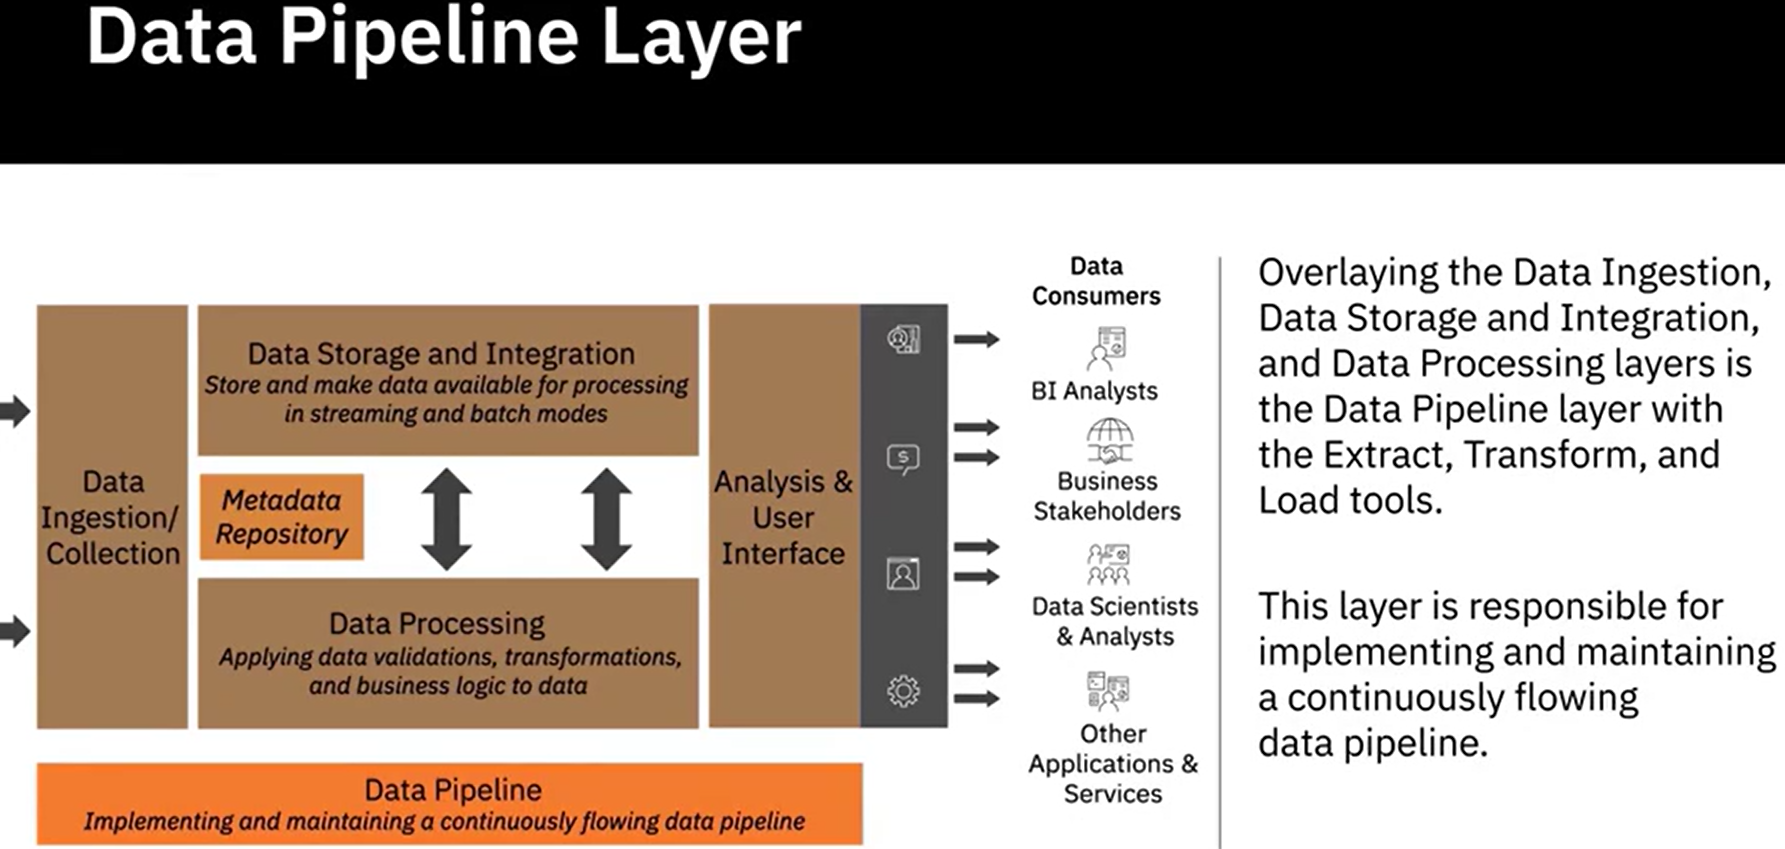 Data Pipeline Layer
Data
Ingestion/
Collection
Data Storage and Integration
Store and make data available for processing
in streaming and batch modes
Metadata
Repository
Data Processing
Applying data validations, transformations,
and business logic to data
Analysis &
User
Interface
$
Data
Consumers
BI Analysts
Business
Stakeholders
Data Scientists
& Analysts
Other
Applications &
Services
Data Pipeline
Implementing and maintaining a continuously flowing data pipeline
Overlaying the Data Ingestion,
Data Storage and Integration,
and Data Processing layers is
the Data Pipeline layer with
the Extract, Transform, and
Load tools.
This layer is responsible for
implementing and maintaining
a continuously flowing
data pipeline.